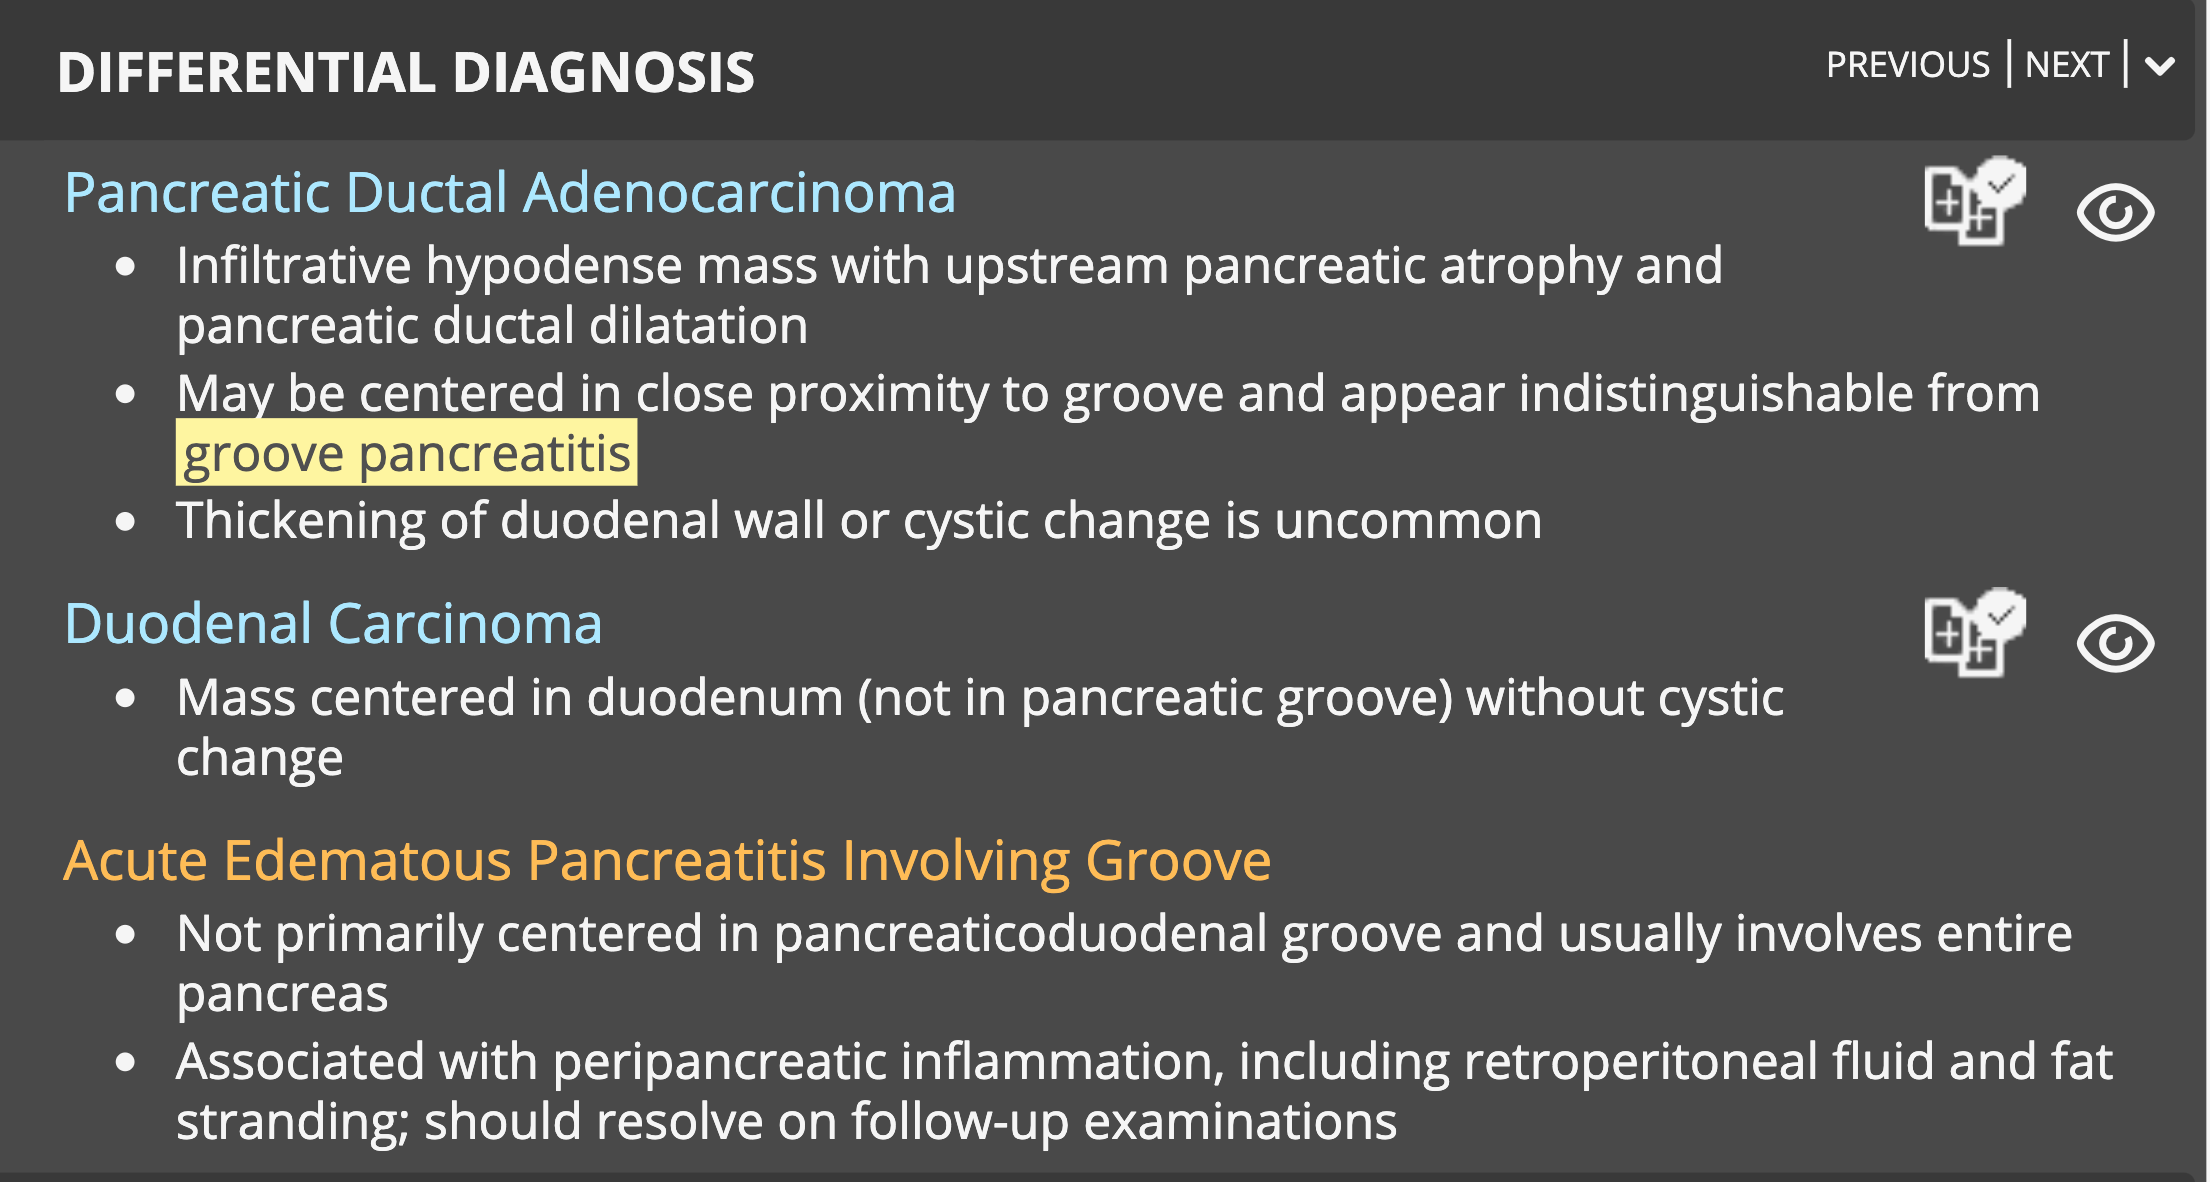 DIFFERENTIAL DIAGNOSIS
PREVIOUS | NEXT |
Pancreatic Ductal Adenocarcinoma
• Infiltrative hypodense mass with upstream pancreatic atrophy and
pancreatic ductal dilatation
• May be centered in close proximity to groove and appear indistinguishable from
groove pancreatitis
• Thickening of duodenal wall or cystic change is uncommon
Duodenal Carcinoma
• Mass centered in duodenum (not in pancreatic groove) without cystic
change
Acute Edematous Pancreatitis Involving Groove
• Not primarily centered in pancreaticoduodenal groove and usually involves entire
pancreas
• Associated with peripancreatic inflammation, including retroperitoneal fluid and fat
stranding; should resolve on follow-up examinations